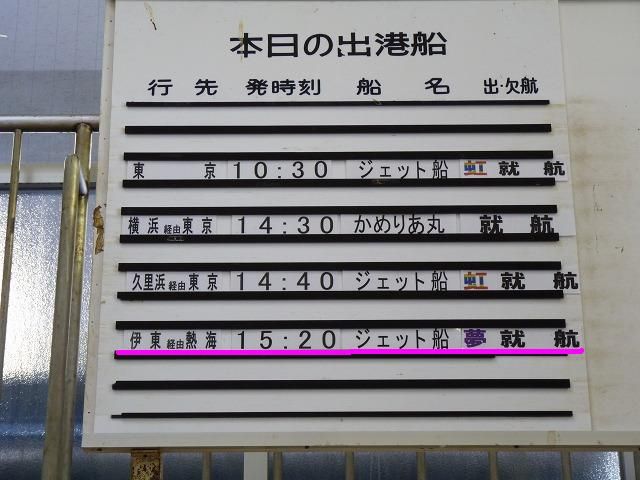 本日の出港船
行先 発時刻 船名 出・欠航
東京 10:30 ジェット船 虹 就航
横浜経由東京 14:30 かめりあ丸 就航
久里浜経由東京 14:40 ジェット船 虹 就航
伊東経由熱海 15:20 ジェット船 夢 就航